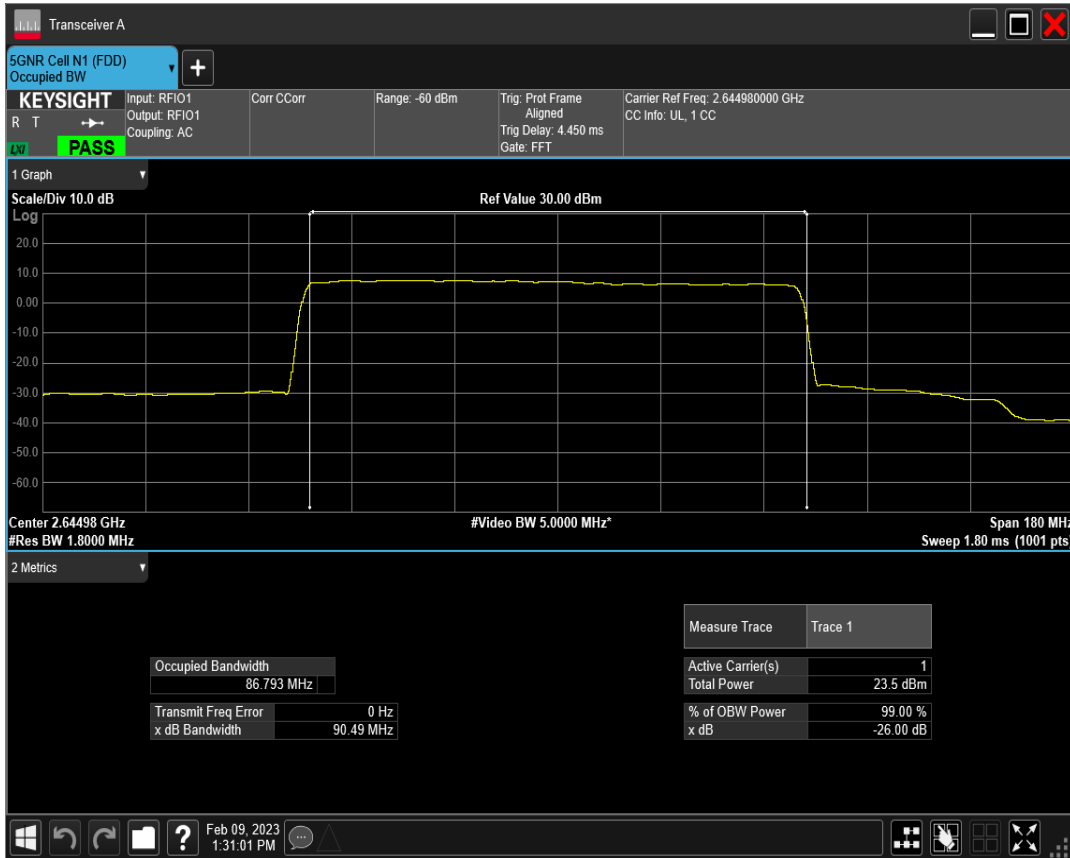 Transceiver A
5GNR Cell N1 (FDD)
Occupied BW
+
KEYSIGHT
R T
LXI
PASS
Input: RFIO1
Output: RFIO1
Coupling: AC
Corr CCorr
Range: -60 dBm
Trig: Prot Frame
Aligned
Trig Delay: 4.450 ms
Gate: FFT
Carrier Ref Freq: 2.644980000 GHz
CC Info: UL, 1 CC
1 Graph
Scale/Div 10.0 dB
Ref Value 30.00 dBm
Log
20.0
10.0
0.00
-10.0
-20.0
-30.0
-40.0
-50.0
-60.0
Center 2.64498 GHz
#Video BW 5.0000 MHz*
Span 180 MHz
#Res BW 1.8000 MHz
Sweep 1.80 ms (1001 pts)
2 Metrics
Measure Trace Trace 1
Occupied Bandwidth
86.793 MHz
Active Carrier(s) 1
Total Power 23.5 dBm
Transmit Freq Error 0 Hz
x dB Bandwidth 90.49 MHz
% of OBW Power 99.00 %
x dB -26.00 dB
?
Feb 09, 2023
1:31:01 PM